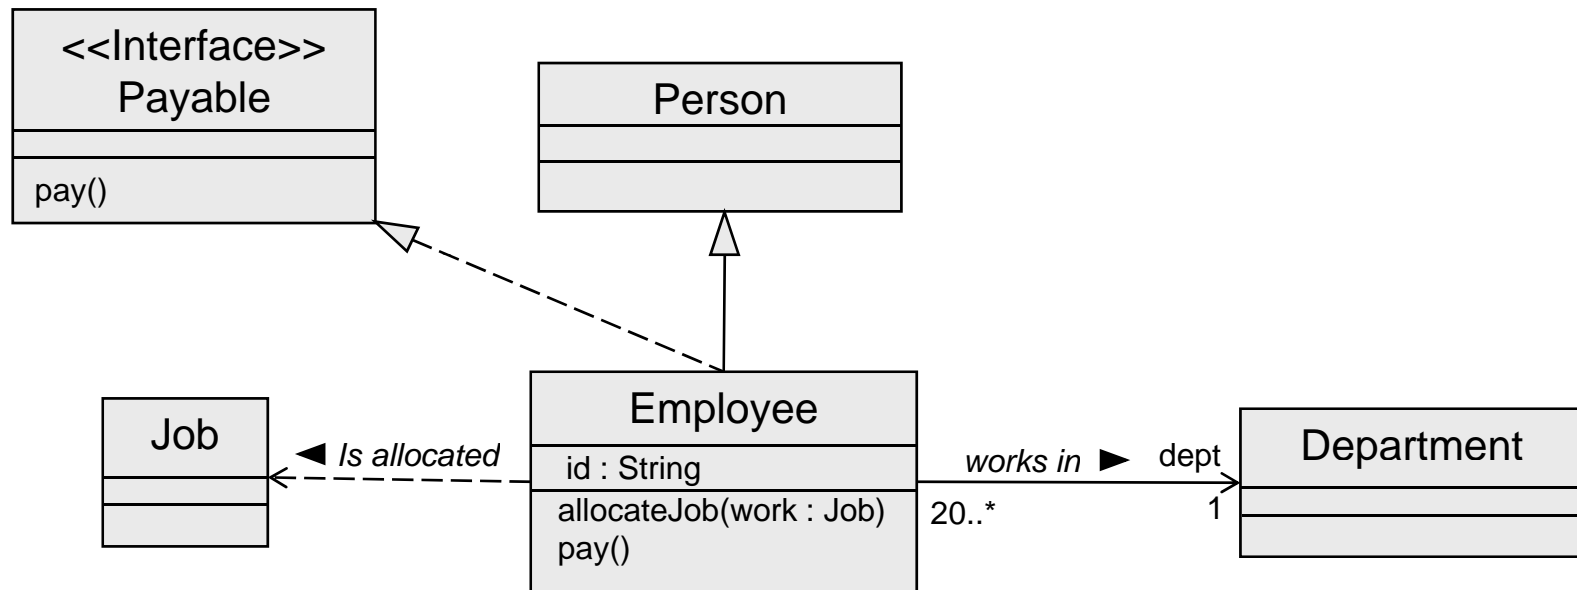 <<Interface>>
Payable
pay()
Person
Job
◄ Is allocated
Employee
id : String
allocateJob(work : Job)
pay()
works in ►
dept
20..*
1
Department